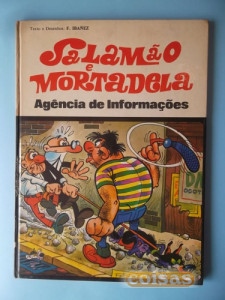 Texto e Desenhos: F. IBAÑEZ
SALAMÃO
e
MORTADELA
Agência de Informações
coisas